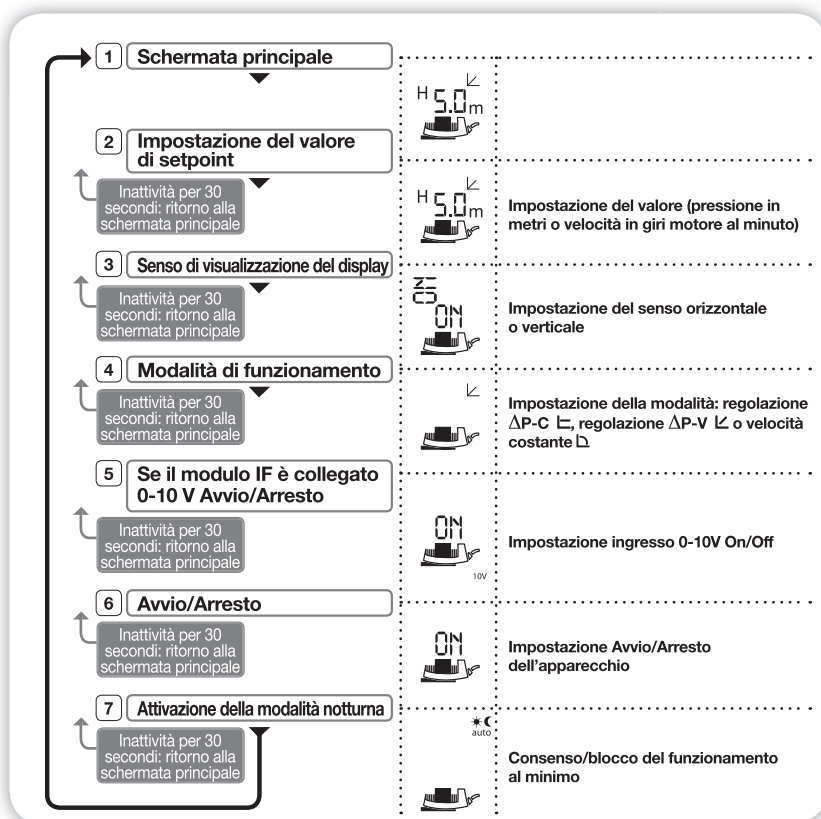 1 Schermata principale
H 5.0 m
2 Impostazione del valore
di setpoint
Inattività per 30
secondi: ritorno alla
schermata principale
H 5.0 m
Impostazione del valore (pressione in
metri o velocità in giri motore al minuto)
3 Senso di visualizzazione del display
Inattività per 30
secondi: ritorno alla
schermata principale
ON
Impostazione del senso orizzontale
o verticale
4 Modalità di funzionamento
Inattività per 30
secondi: ritorno alla
schermata principale
Impostazione della modalità: regolazione
ΔP-C, regolazione ΔP-V o velocità
costante
5 Se il modulo IF è collegato
0-10 V Avvio/Arresto
Inattività per 30
secondi: ritorno alla
schermata principale
ON
10V
Impostazione ingresso 0-10V On/Off
6 Avvio/Arresto
Inattività per 30
secondi: ritorno alla
schermata principale
ON
Impostazione Avvio/Arresto
dell'apparecchio
7 Attivazione della modalità notturna
Inattività per 30
secondi: ritorno alla
schermata principale
auto
Consenso/blocco del funzionamento
al minimo